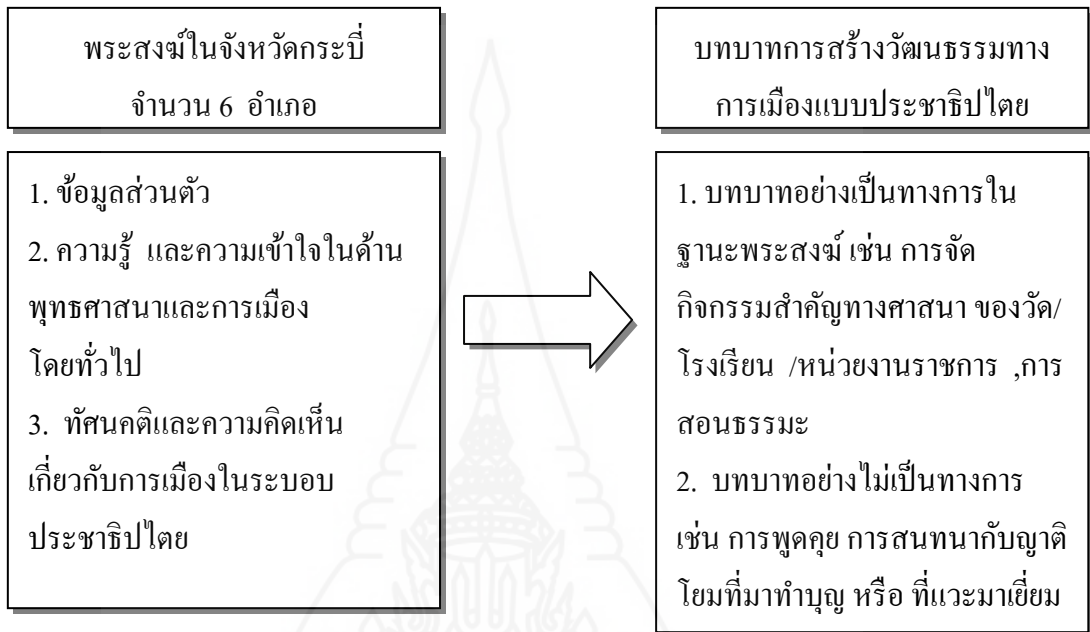 พระสงฆ์ในจังหวัดกระบี่
จำนวน 6 อำเภอ
1. ข้อมูลส่วนตัว
2. ความรู้ และความเข้าใจในด้าน
พุทธศาสนาและการเมือง
โดยทั่วไป
3. ทัศนคติและความคิดเห็น
เกี่ยวกับการเมืองในระบอบ
ประชาธิปไตย
บทบาทการสร้างวัฒนธรรมทาง
การเมืองแบบประชาธิปไตย
1. บทบาทอย่างเป็นทางการใน
ฐานะพระสงฆ์ เช่น การจัด
กิจกรรมสำคัญทางศาสนา ของวัด/
โรงเรียน /หน่วยงานราชการ ,การ
สอนธรรมะ
2. บทบาทอย่างไม่เป็นทางการ
เช่น การพูดคุย การสนทนากับญาติ
โยมที่มาทำบุญ หรือ ที่แวะมาเยี่ยม